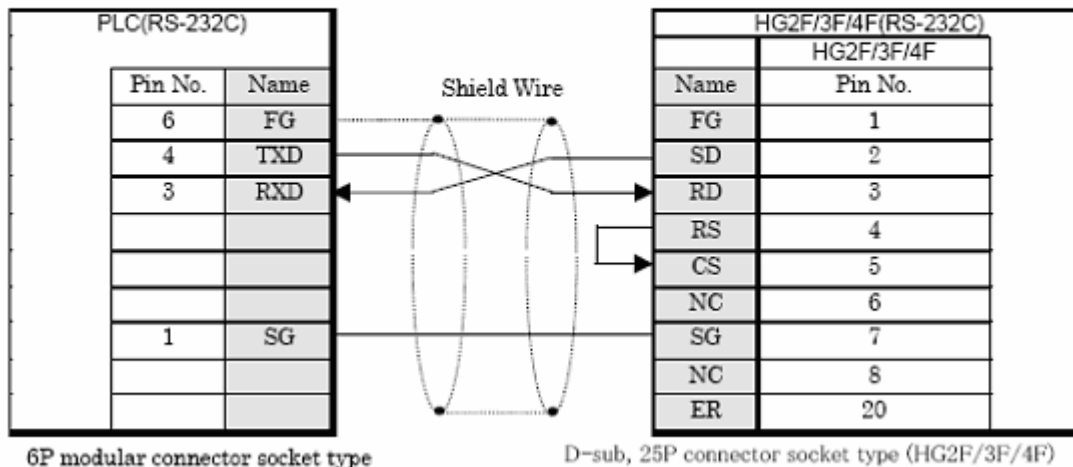 PLC(RS-232C) HG2F/3F/4F(RS-232C)
HG2F/3F/4F
Pin No. Name Shield Wire Name Pin No.
6 FG FG 1
4 TXD SD 2
3 RXD RD 3
RS 4
CS 5
NC 6
1 SG SG 7
NC 8
ER 20
6P modular connector socket type D-sub, 25P connector socket type (HG2F/3F/4F)